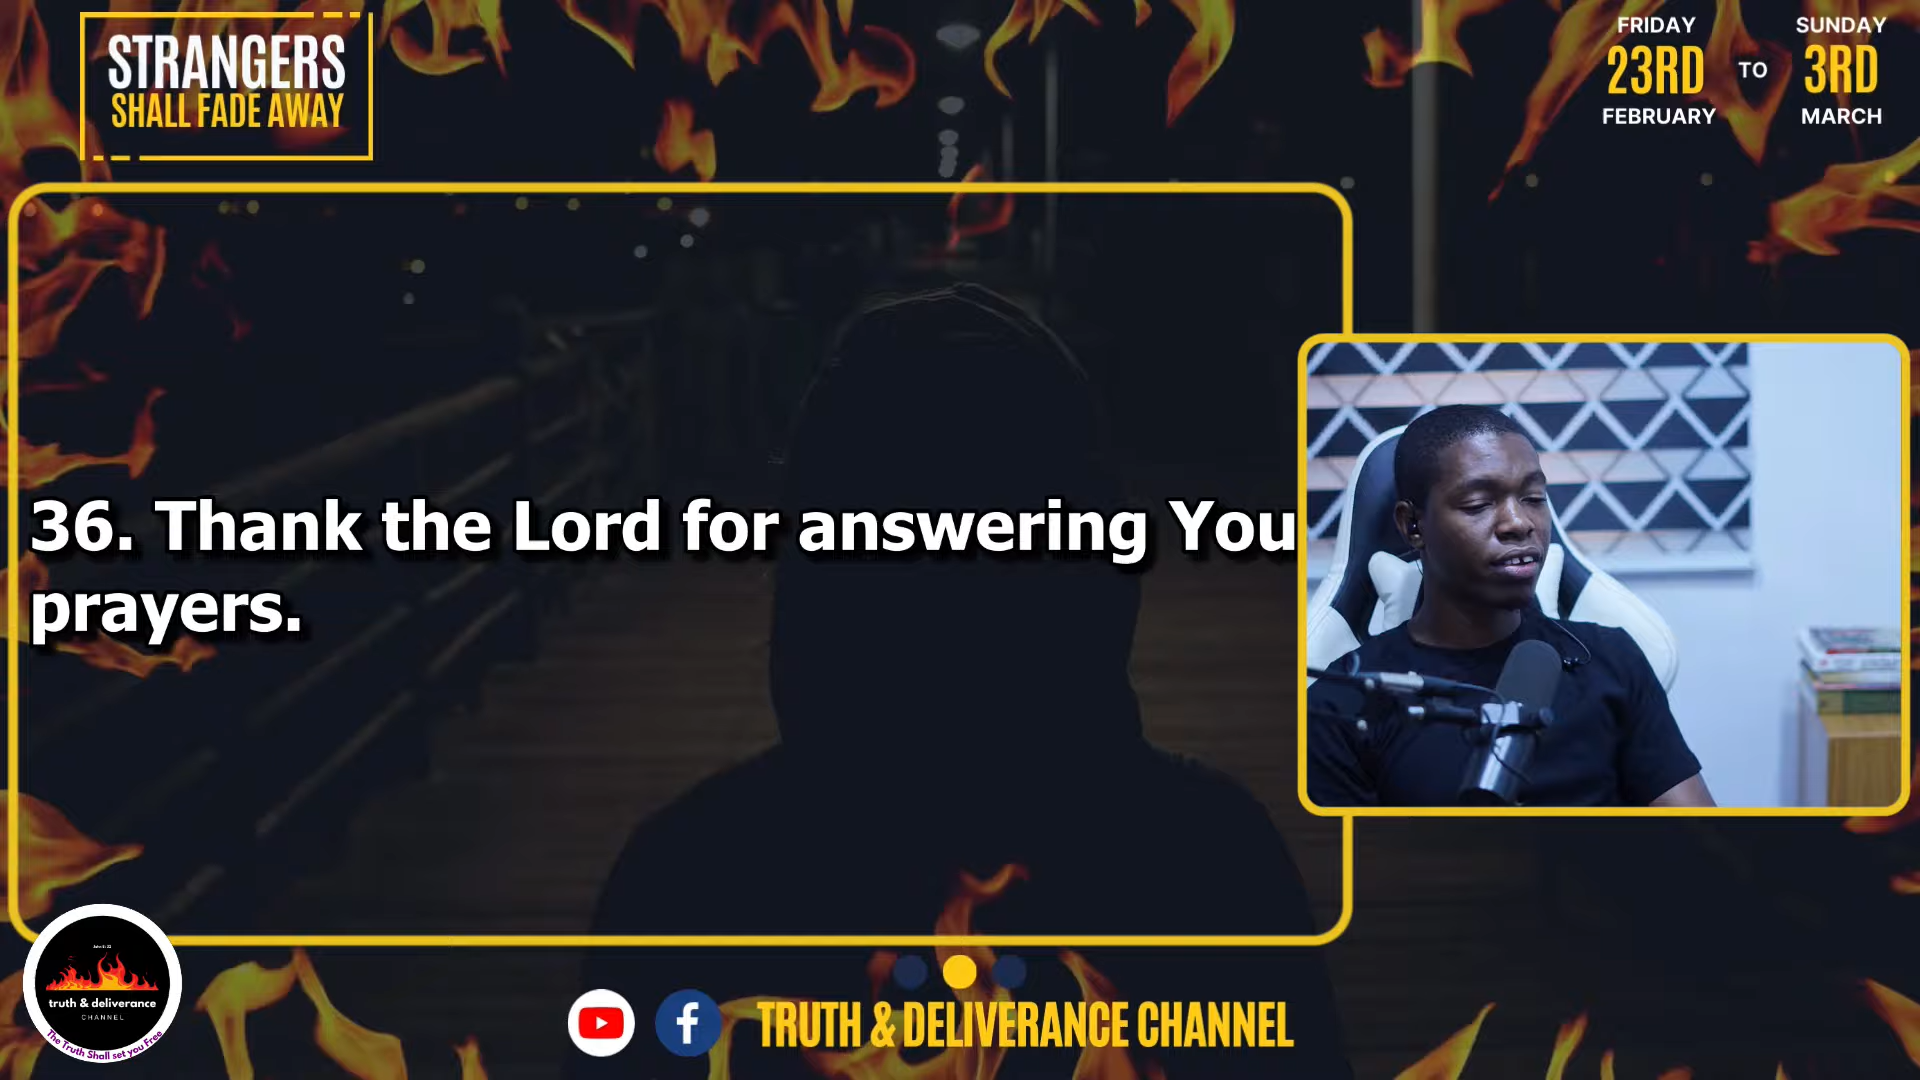 STRANGERS
SHALL FADE AWAY
FRIDAY
23RD
FEBRUARY
TO
SUNDAY
3RD
MARCH
36. Thank the Lord for answering You
prayers.
truth & deliverance
CHANNEL
The Truth Shall set you Free
TRUTH & DELIVERANCE CHANNEL